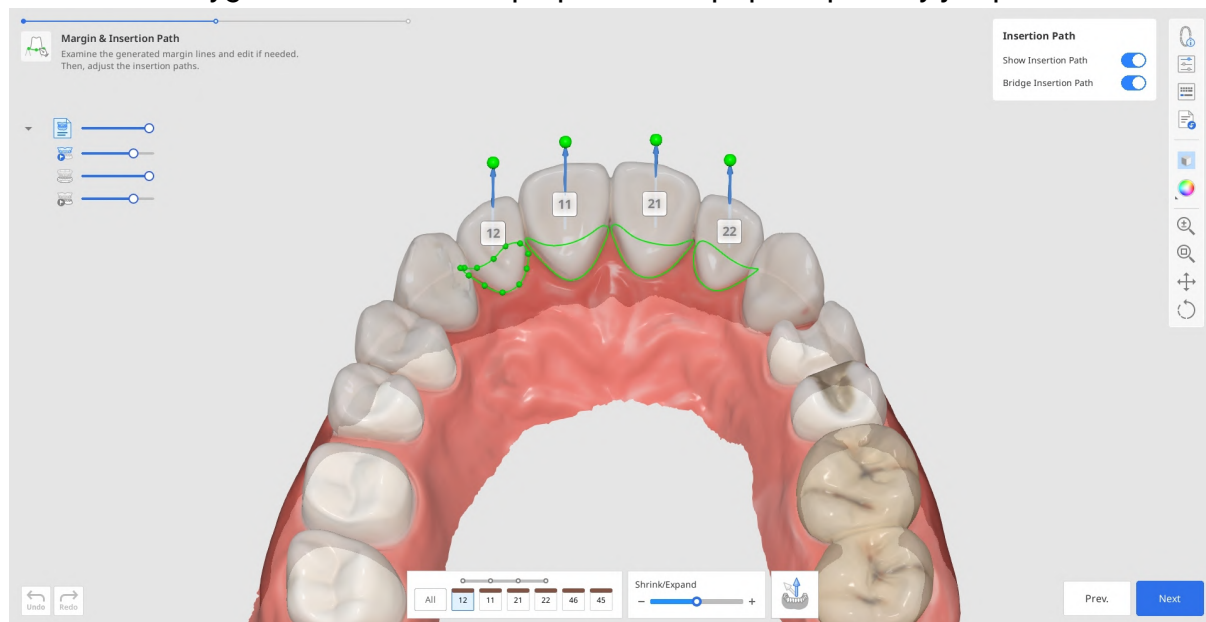 Margin & Insertion Path
Examine the generated margin lines and edit if needed.
Then, adjust the insertion paths.
Insertion Path
Show Insertion Path
Bridge Insertion Path
11
21
12
22
Undo
Redo
All
12
11
21
22
46
45
Shrink/Expand
Prev.
Next